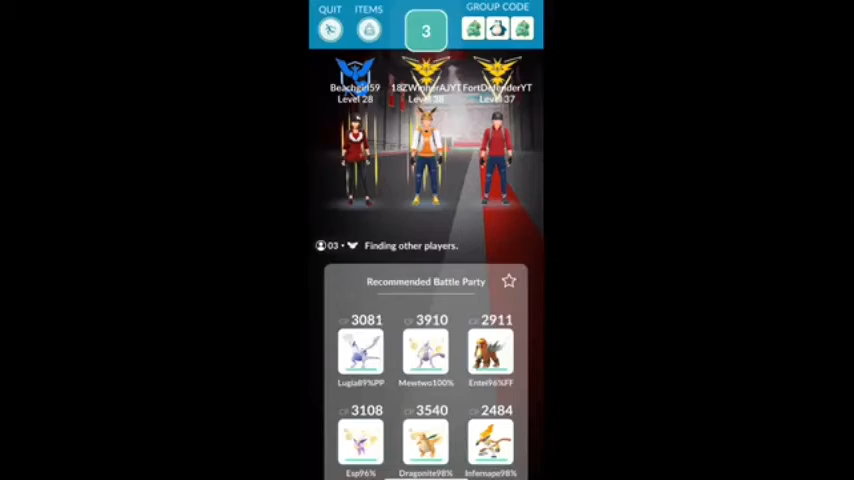 QUIT ITEMS 3 GROUP CODE
Beachgirl59 18ZWinnerAJYT FortDefenderYT
Level 28 Level 38 Level 37
03 • Finding other players.
Recommended Battle Party
CP 3081 CP 3910 CP 2911
Lugia89%PP Mewtwo100% Entei96%FF
CP 3108 CP 3540 CP 2484
Esp96% Dragonite98% Infernape98%